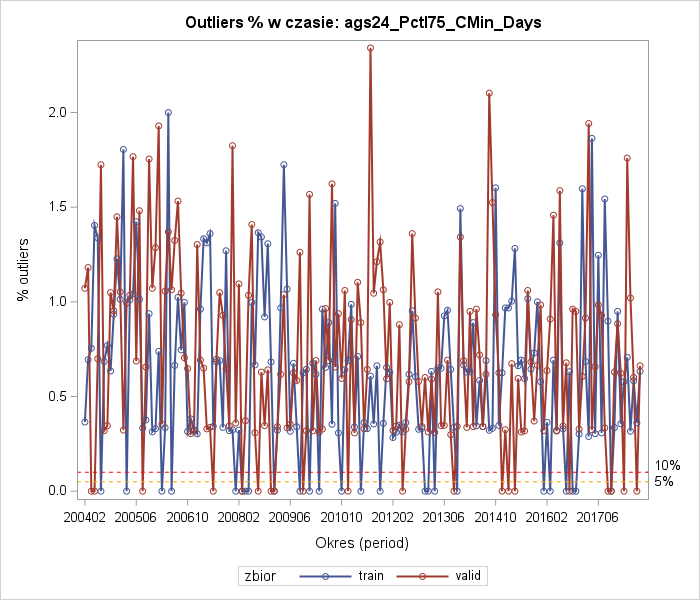 Outliers % w czasie: ags24_Pctl75_CMin_Days
% outliers
2.0
1.5
1.0
0.5
0.0
10%
5%
200402 200506 200610 200802 200906 201010 201202 201306 201410 201602 201706
Okres (period)
zbior train valid